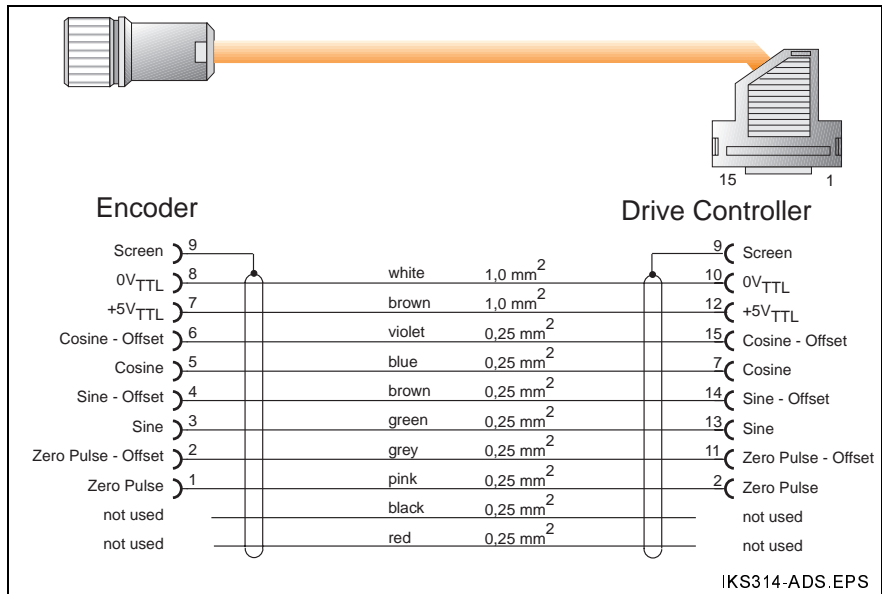 15 1
Encoder Drive Controller
Screen 9 9 Screen
0VTTL 8 white 1,0 mm2 10 0VTTL
+5VTTL 7 brown 1,0 mm2 12 +5VTTL
Cosine - Offset 6 violet 0,25 mm2 15 Cosine - Offset
Cosine 5 blue 0,25 mm2 7 Cosine
Sine - Offset 4 brown 0,25 mm2 14 Sine - Offset
Sine 3 green 0,25 mm2 13 Sine
Zero Pulse - Offset 2 grey 0,25 mm2 11 Zero Pulse - Offset
Zero Pulse 1 pink 0,25 mm2 2 Zero Pulse
not used black 0,25 mm2 not used
not used red 0,25 mm2 not used
IKS314-ADS.EPS